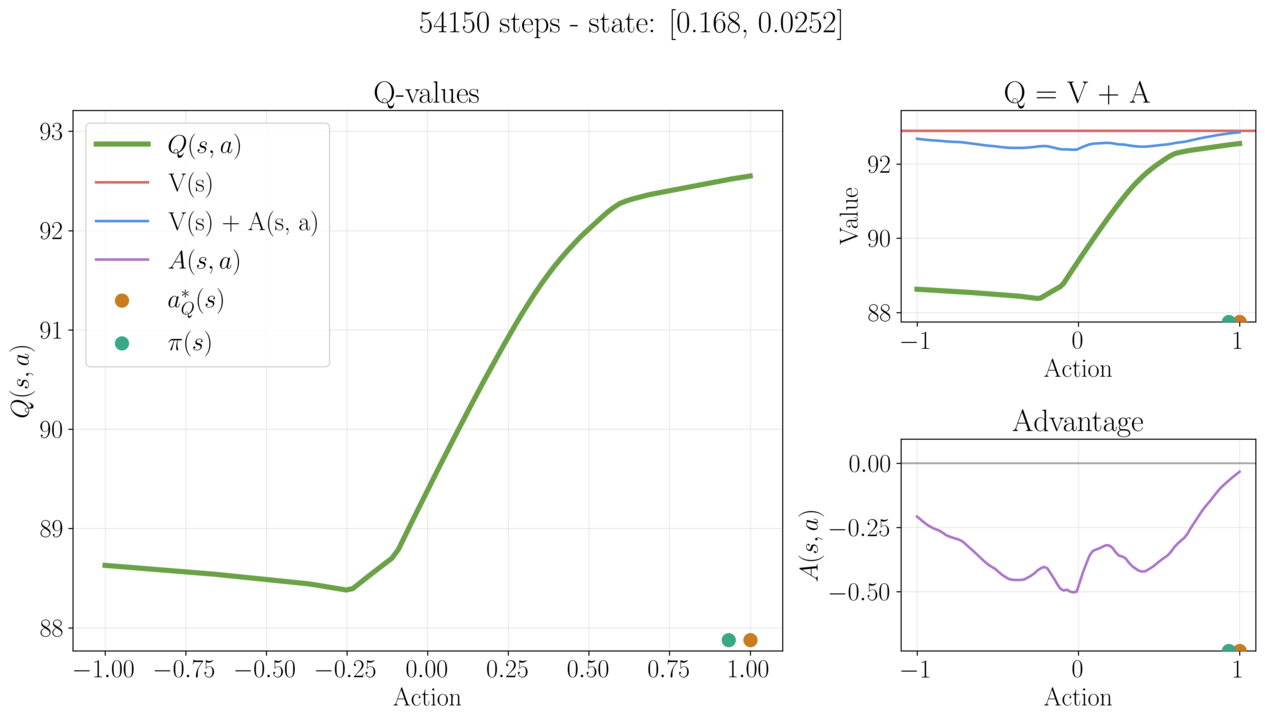 54150 steps - state: [0.168, 0.0252]
Q-values
93
92
91
90
89
88
Q(s, a)
Q(s, a)
V(s)
V(s) + A(s, a)
A(s, a)
a*Q(s)
π(s)
−1.00 −0.75 −0.50 −0.25 0.00 0.25 0.50 0.75 1.00
Action
Q = V + A
Value
92
90
88
−1 0 1
Action
Advantage
A(s, a)
0.00
−0.25
−0.50
−1 0 1
Action